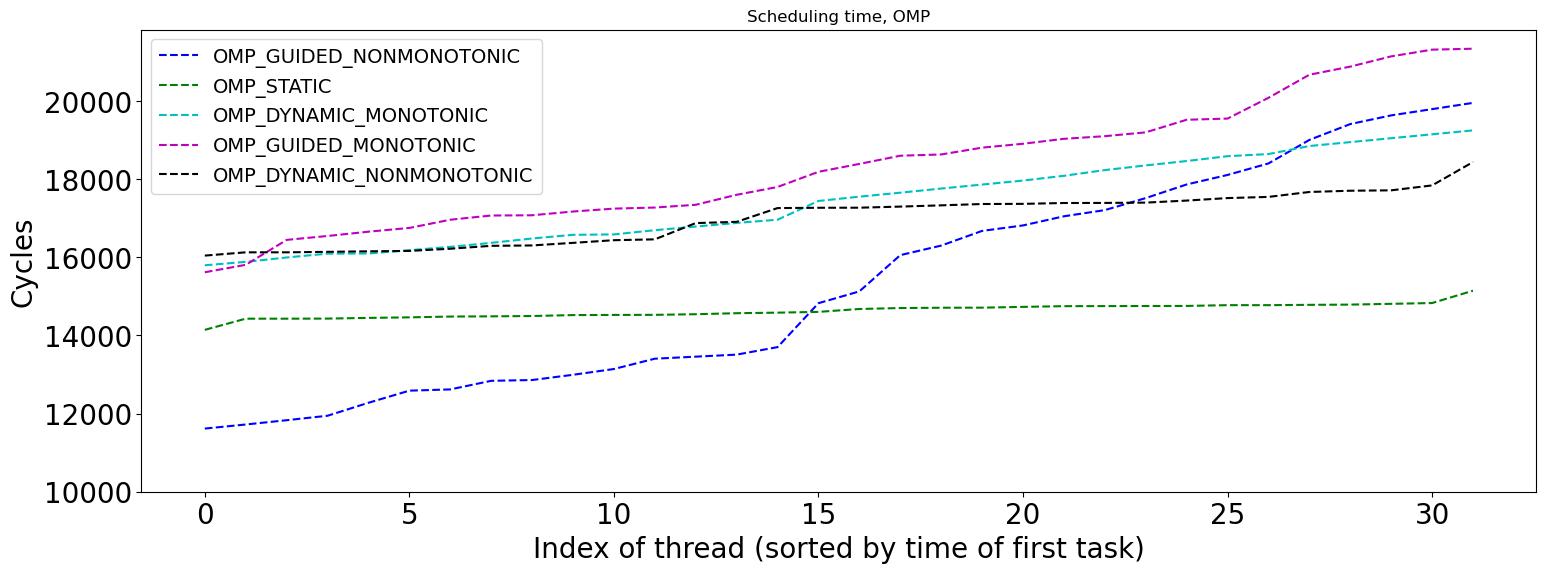 Scheduling time, OMP
OMP_GUIDED_NONMONOTONIC
OMP_STATIC
OMP_DYNAMIC_MONOTONIC
OMP_GUIDED_MONOTONIC
OMP_DYNAMIC_NONMONOTONIC
Cycles
20000
18000
16000
14000
12000
10000
0 5 10 15 20 25 30
Index of thread (sorted by time of first task)